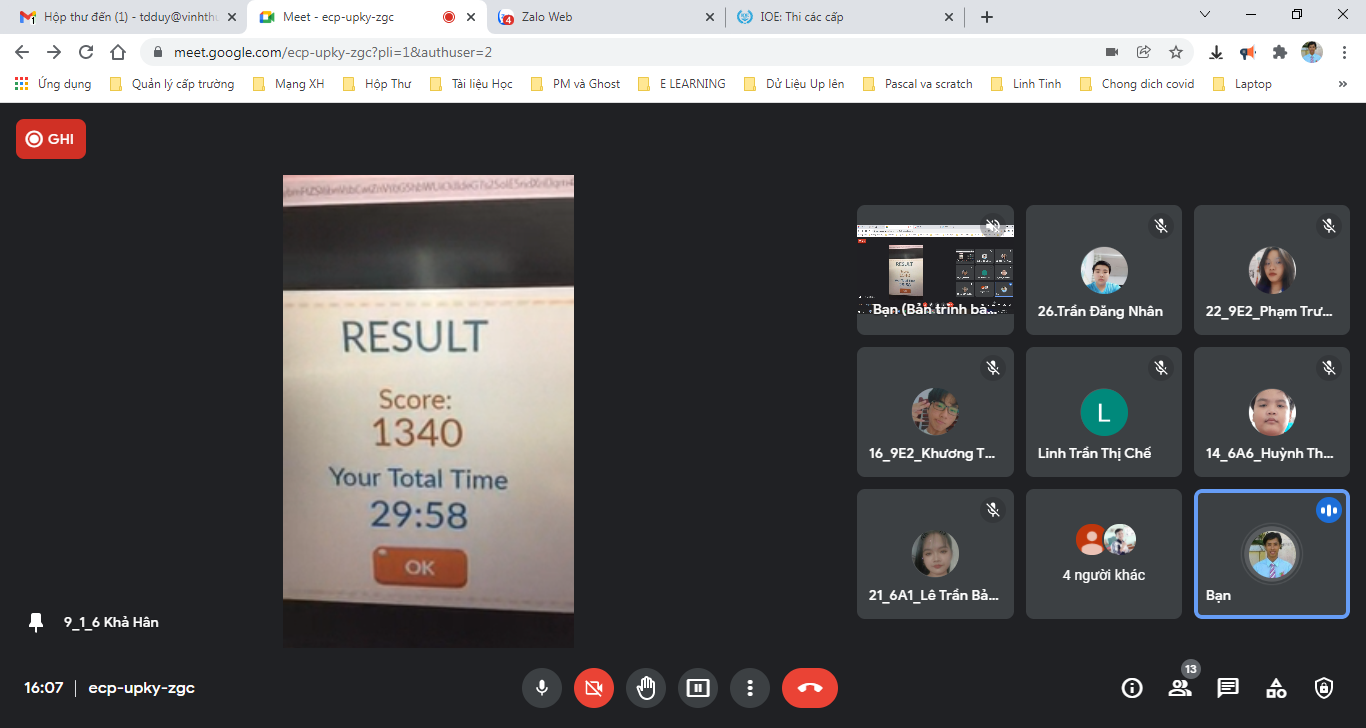 Hộp thư đến (1) - tdduy@vinhthu
Meet - ecp-upky-zgc
Zalo Web
IOE: Thi các cấp
meet.google.com/ecp-upky-zgc?pli=1&authuser=2
Ứng dụng
Quản lý cấp trường
Mạng XH
Hộp Thư
Tài liệu Học
PM và Ghost
E LEARNING
Dử Liệu Up lên
Pascal va scratch
Linh Tinh
Chong dich covid
Laptop
»
GHI
RESULT
Score:
1340
Your Total Time
29:58
OK
Bạn (Bản trình bà...
26.Trần Đăng Nhân
22_9E2_Phạm Trư...
16_9E2_Khương T...
L
Linh Trần Thị Chế
14_6A6_Huỳnh Th...
21_6A1_Lê Trần Bả...
4 người khác
Bạn
9_1_6 Khả Hân
16:07 | ecp-upky-zgc
13